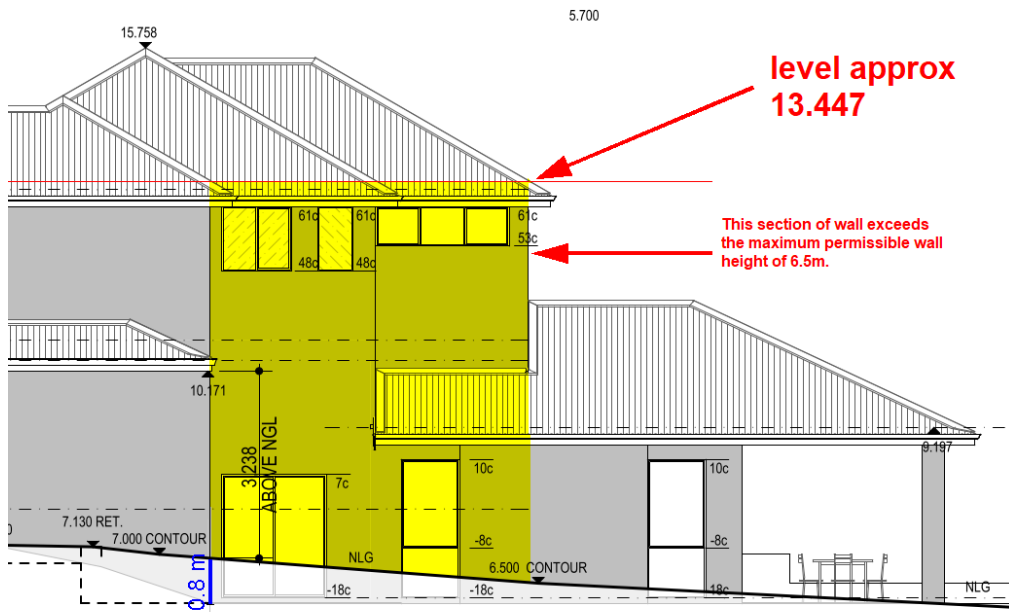 5.700
15.758
level approx
13.447
61c
61c
61c
This section of wall exceeds
the maximum permissible wall
height of 6.5m.
53c
48c
48c
10.171
3.238
ABOVE NGL
9.197
10c
10c
7c
7.130 RET.
7.000 CONTOUR
-8c
-8c
NLG
6.500 CONTOUR
0.8 m
-18c
18c
NLG